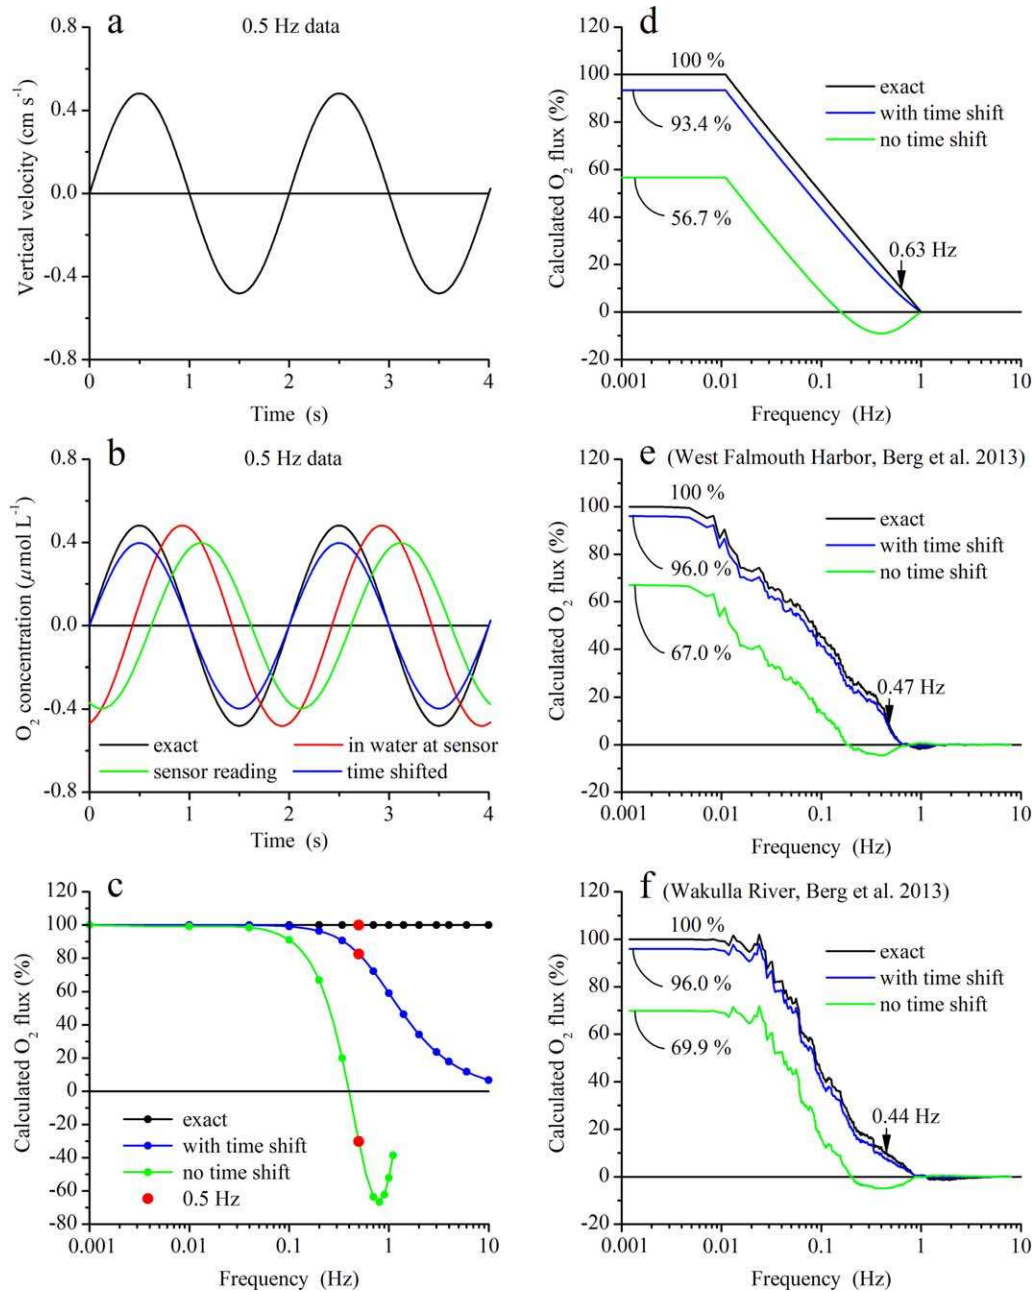 a
0.5 Hz data
0.8
0.4
0.0
-0.4
-0.8
Vertical velocity (cm s⁻¹)
0 1 2 3 4
Time (s)
b
0.5 Hz data
0.8
0.4
0.0
-0.4
-0.8
O₂ concentration (μmol L⁻¹)
exact
in water at sensor
sensor reading
time shifted
0 1 2 3 4
Time (s)
c
120
100
80
60
40
20
0
-20
-40
-60
-80
Calculated O₂ flux (%)
exact
with time shift
no time shift
0.5 Hz
0.001 0.01 0.1 1 10
Frequency (Hz)
d
120
100
80
60
40
20
0
-20
Calculated O₂ flux (%)
100 %
exact
with time shift
no time shift
93.4 %
56.7 %
0.63 Hz
0.001 0.01 0.1 1 10
Frequency (Hz)
e (West Falmouth Harbor, Berg et al. 2013)
120
100
80
60
40
20
0
-20
Calculated O₂ flux (%)
100 %
exact
with time shift
no time shift
96.0 %
67.0 %
0.47 Hz
0.001 0.01 0.1 1 10
Frequency (Hz)
f (Wakulla River, Berg et al. 2013)
120
100
80
60
40
20
0
-20
Calculated O₂ flux (%)
100 %
exact
with time shift
no time shift
96.0 %
69.9 %
0.44 Hz
0.001 0.01 0.1 1 10
Frequency (Hz)